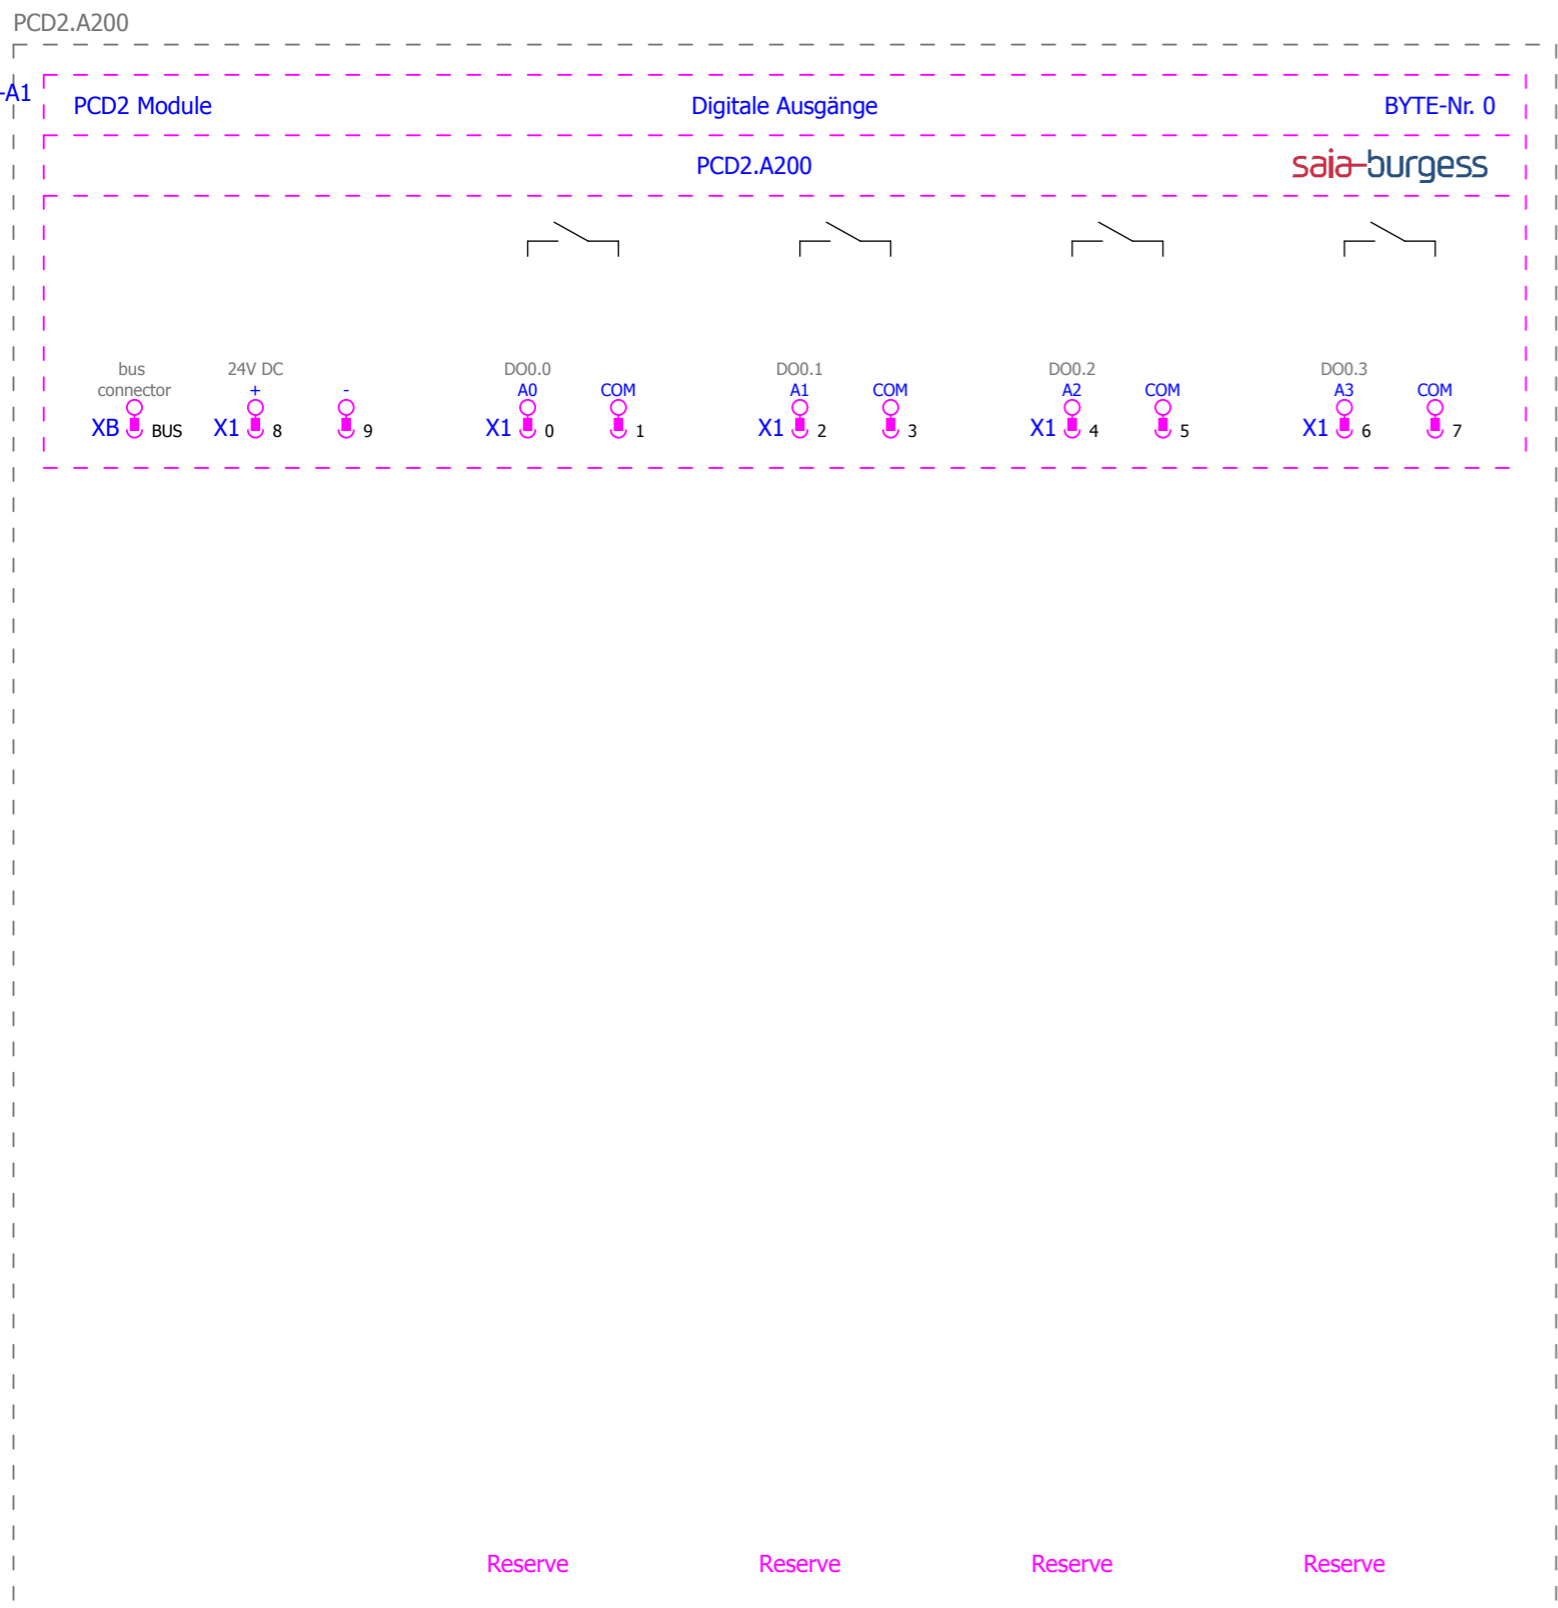 PCD2.A200
-A1
PCD2 Module Digitale Ausgänge BYTE-Nr. 0
PCD2.A200 saia-burgess
bus 24V DC DO0.0 DO0.1 DO0.2 DO0.3
connector + - A0 COM A1 COM A2 COM A3 COM
XB BUS X1 8 9 X1 0 1 X1 2 3 X1 4 5 X1 6 7
Reserve Reserve Reserve Reserve